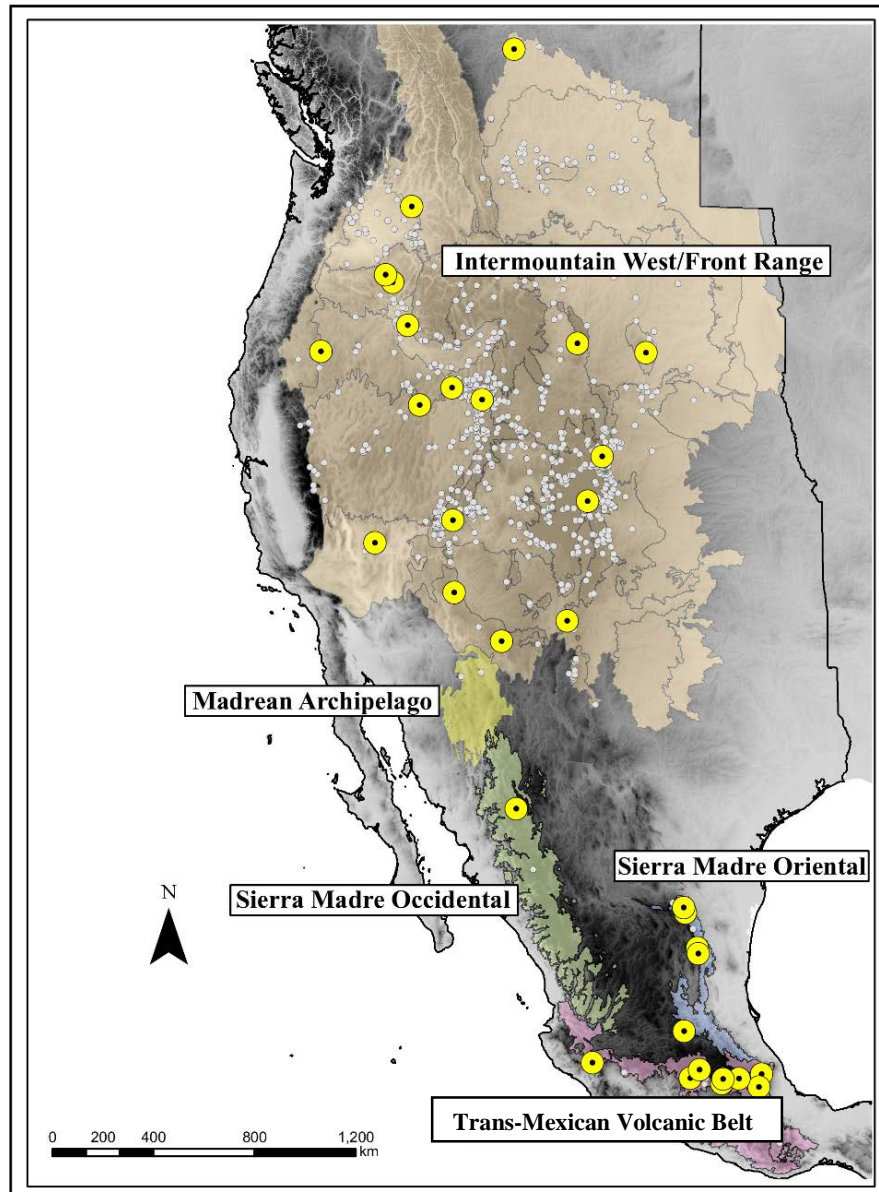 Intermountain West/Front Range
Madrean Archipelago
Sierra Madre Oriental
N
Sierra Madre Occidental
Trans-Mexican Volcanic Belt
0 200 400 800 1,200
km